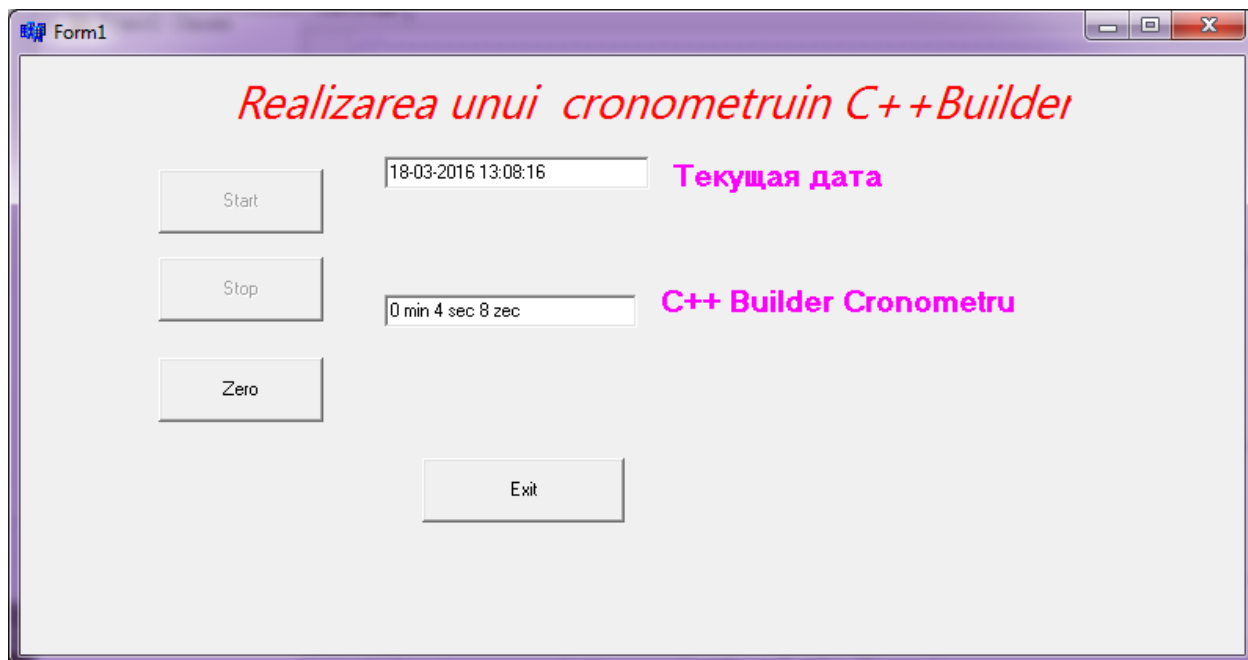 Form1
Realizarea unui cronometruin C++Builder
Start
18-03-2016 13:08:16
Текущая дата
Stop
0 min 4 sec 8 zec
C++ Builder Cronometru
Zero
Exit